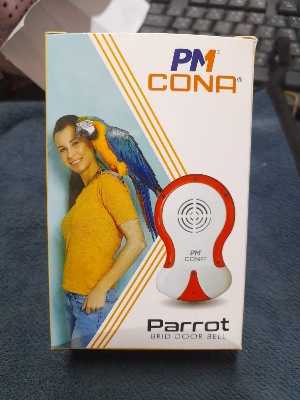 PM®
CONA®
PM
CONA
Parrot
BRID DOOR BELL